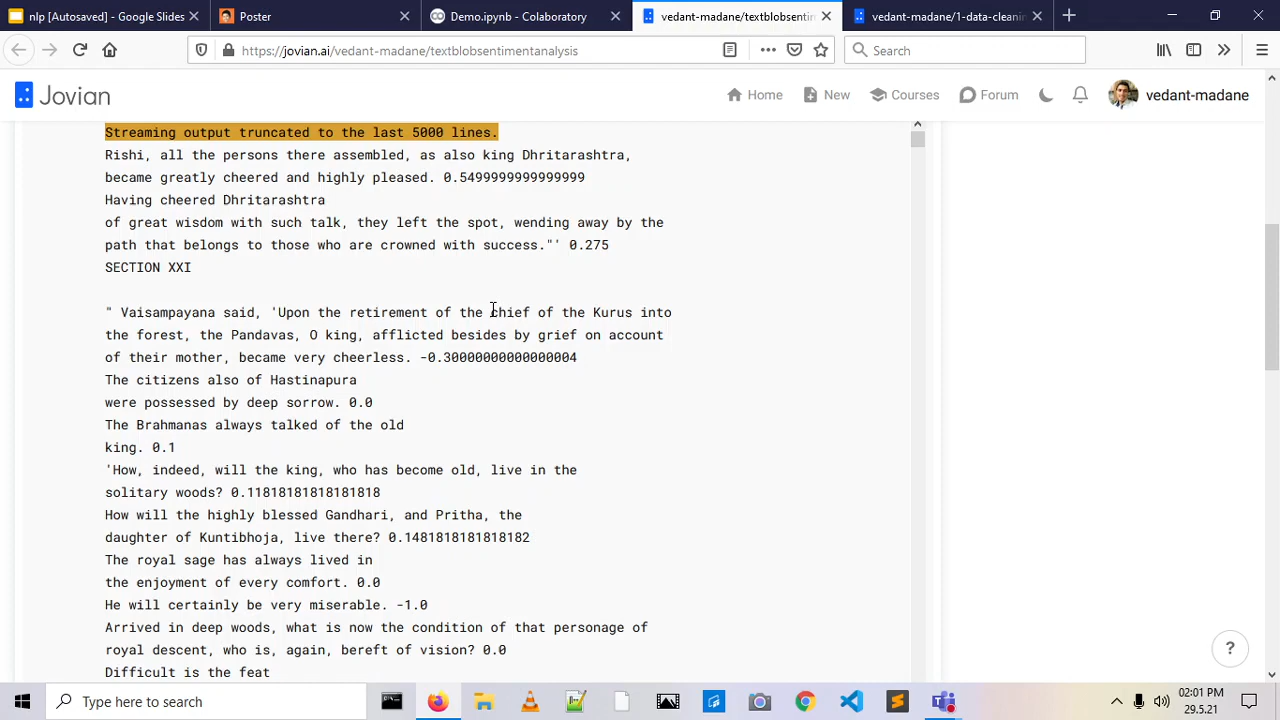 nlp [Autosaved] - Google Slides
Poster
Demo.ipynb - Colaboratory
vedant-madane/textblobsentim
vedant-madane/1-data-cleanin
https://jovian.ai/vedant-madane/textblobsentimentanalysis
Search
Jovian
Home
New
Courses
Forum
vedant-madane
Streaming output truncated to the last 5000 lines.
Rishi, all the persons there assembled, as also king Dhritarashtra,
became greatly cheered and highly pleased. 0.5499999999999999
Having cheered Dhritarashtra
of great wisdom with such talk, they left the spot, wending away by the
path that belongs to those who are crowned with success."' 0.275
SECTION XXI
" Vaisampayana said, 'Upon the retirement of the chief of the Kurus into
the forest, the Pandavas, O king, afflicted besides by grief on account
of their mother, became very cheerless. -0.30000000000000004
The citizens also of Hastinapura
were possessed by deep sorrow. 0.0
The Brahmanas always talked of the old
king. 0.1
'How, indeed, will the king, who has become old, live in the
solitary woods? 0.11818181818181818
How will the highly blessed Gandhari, and Pritha, the
daughter of Kuntibhoja, live there? 0.1481818181818182
The royal sage has always lived in
the enjoyment of every comfort. 0.0
He will certainly be very miserable. -1.0
Arrived in deep woods, what is now the condition of that personage of
royal descent, who is, again, bereft of vision? 0.0
Difficult is the feat
?
Type here to search
02:01 PM
29.5.21